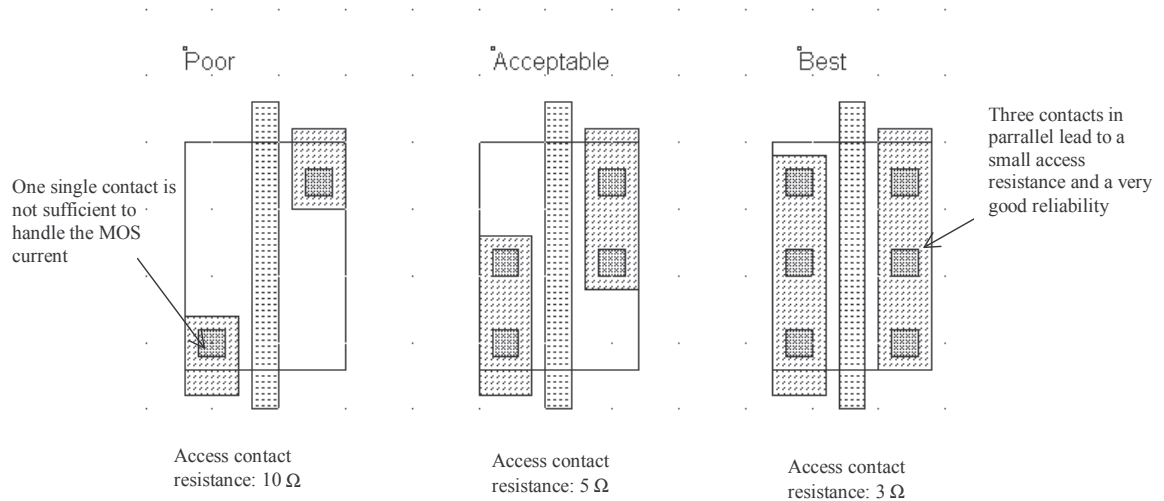 Poor
Acceptable
Best
One single contact is
not sufficient to
handle the MOS
current
Three contacts in
parrallel lead to a
small access
resistance and a very
good reliability
Access contact
resistance: 10 Ω
Access contact
resistance: 5 Ω
Access contact
resistance: 3 Ω